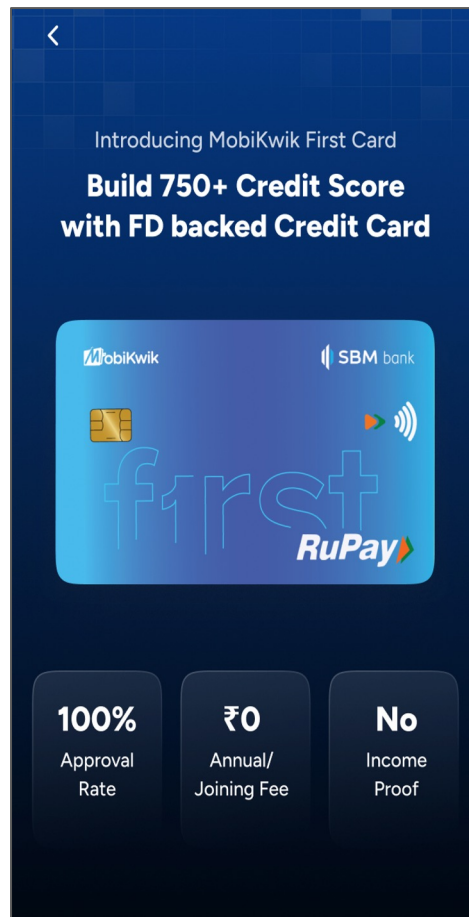 Introducing MobiKwik First Card
Build 750+ Credit Score
with FD backed Credit Card
MobiKwik
SBM bank
f1rst
RuPay
100%
Approval
Rate
₹0
Annual/
Joining Fee
No
Income
Proof